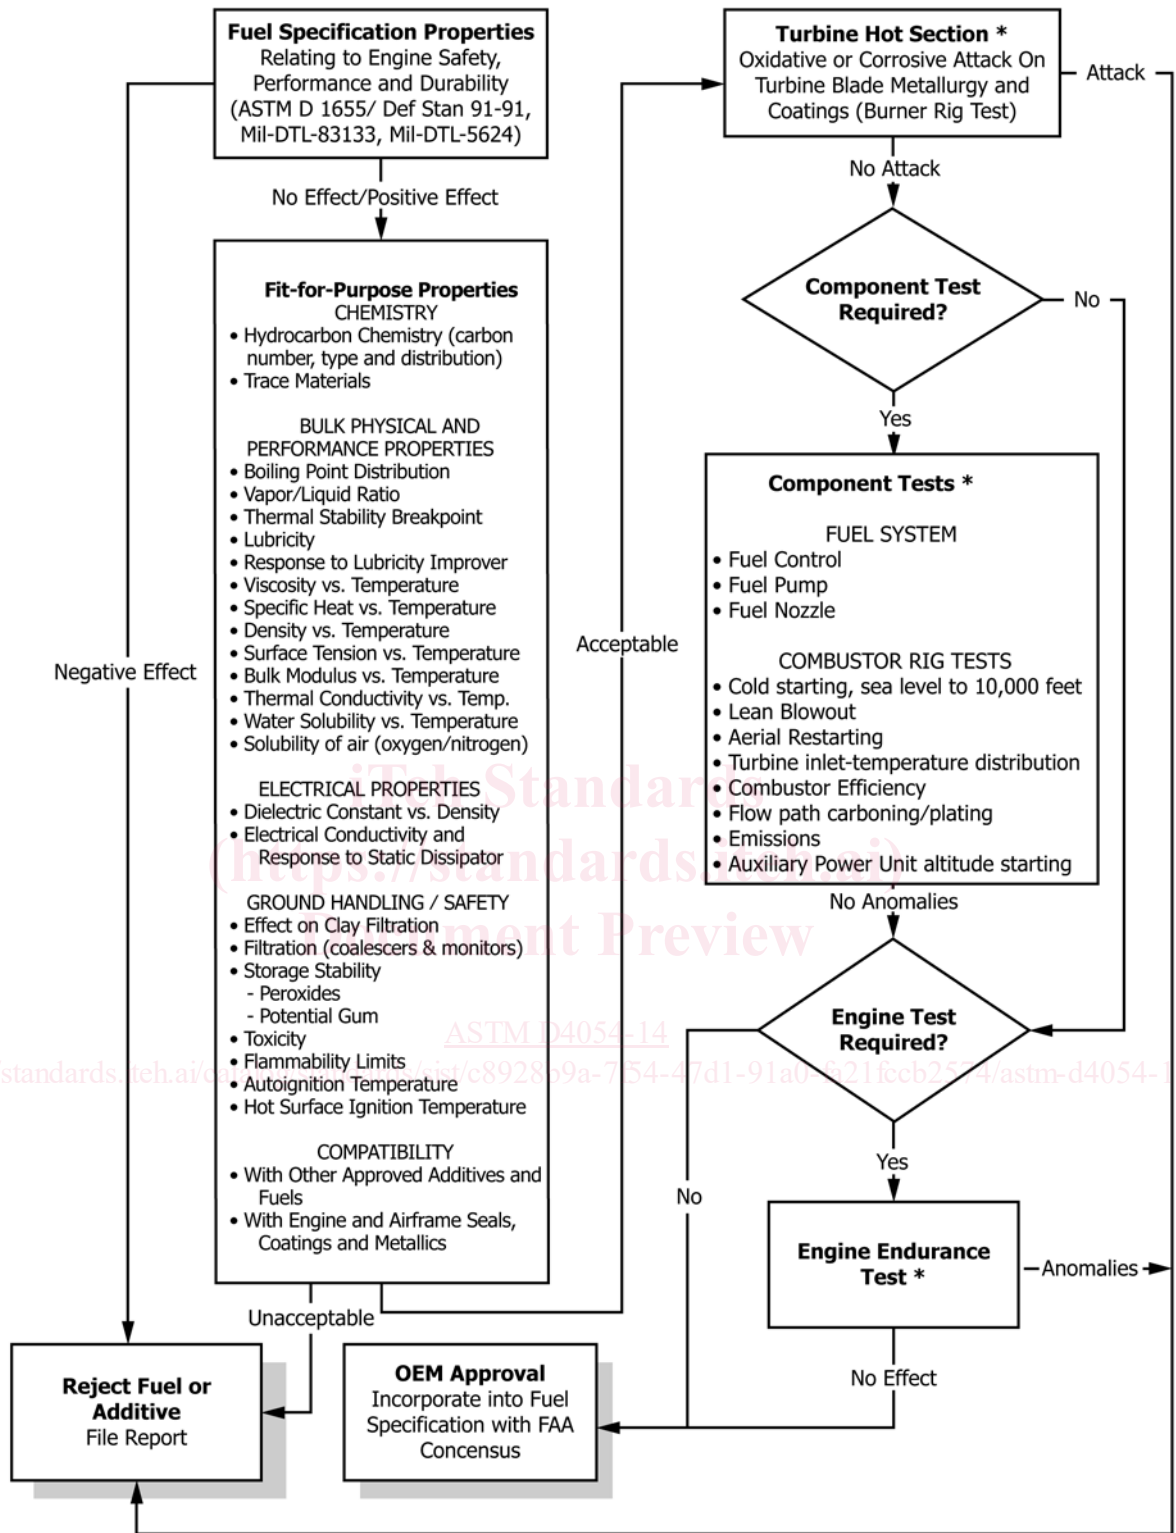 Fuel Specification Properties
Relating to Engine Safety,
Performance and Durability
(ASTM D 1655/ Def Stan 91-91,
Mil-DTL-83133, Mil-DTL-5624)
No Effect/Positive Effect
Negative Effect
Fit-for-Purpose Properties
CHEMISTRY
• Hydrocarbon Chemistry (carbon
number, type and distribution)
• Trace Materials
BULK PHYSICAL AND
PERFORMANCE PROPERTIES
• Boiling Point Distribution
• Vapor/Liquid Ratio
• Thermal Stability Breakpoint
• Lubricity
• Response to Lubricity Improver
• Viscosity vs. Temperature
• Specific Heat vs. Temperature
• Density vs. Temperature
• Surface Tension vs. Temperature
• Bulk Modulus vs. Temperature
• Thermal Conductivity vs. Temp.
• Water Solubility vs. Temperature
• Solubility of air (oxygen/nitrogen)
ELECTRICAL PROPERTIES
• Dielectric Constant vs. Density
• Electrical Conductivity and
Response to Static Dissipator
GROUND HANDLING / SAFETY
• Effect on Clay Filtration
• Filtration (coalescers & monitors)
• Storage Stability
- Peroxides
- Potential Gum
• Toxicity
• Flammability Limits
• Autoignition Temperature
• Hot Surface Ignition Temperature
COMPATIBILITY
• With Other Approved Additives and
Fuels
• With Engine and Airframe Seals,
Coatings and Metallics
Unacceptable
Acceptable
Reject Fuel or
Additive
File Report
Turbine Hot Section *
Oxidative or Corrosive Attack On
Turbine Blade Metallurgy and
Coatings (Burner Rig Test)
Attack
No Attack
Component Test
Required?
No
Yes
Component Tests *
FUEL SYSTEM
• Fuel Control
• Fuel Pump
• Fuel Nozzle
COMBUSTOR RIG TESTS
• Cold starting, sea level to 10,000 feet
• Lean Blowout
• Aerial Restarting
• Turbine inlet-temperature distribution
• Combustor Efficiency
• Flow path carboning/plating
• Emissions
• Auxiliary Power Unit altitude starting
No Anomalies
Engine Test
Required?
Yes
No
Engine Endurance
Test *
Anomalies
No Effect
OEM Approval
Incorporate into Fuel
Specification with FAA
Concensus
iTeh Standards
(https://standards.iteh.ai)
Document Preview
ASTM D4054-14